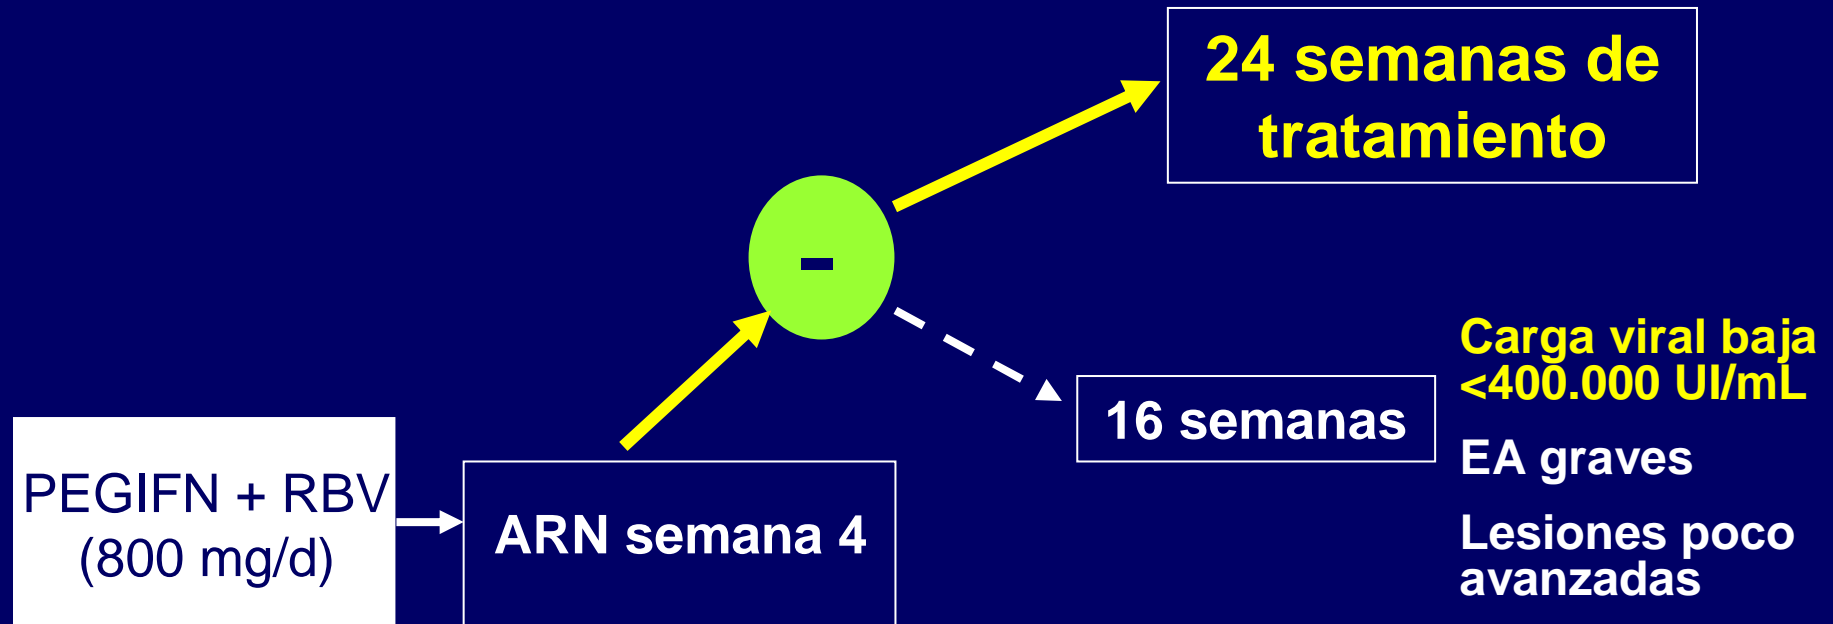 24 semanas de
tratamiento
-
Carga viral baja
<400.000 UI/mL
16 semanas
EA graves
PEGIFN + RBV
(800 mg/d)
ARN semana 4
Lesiones poco
avanzadas